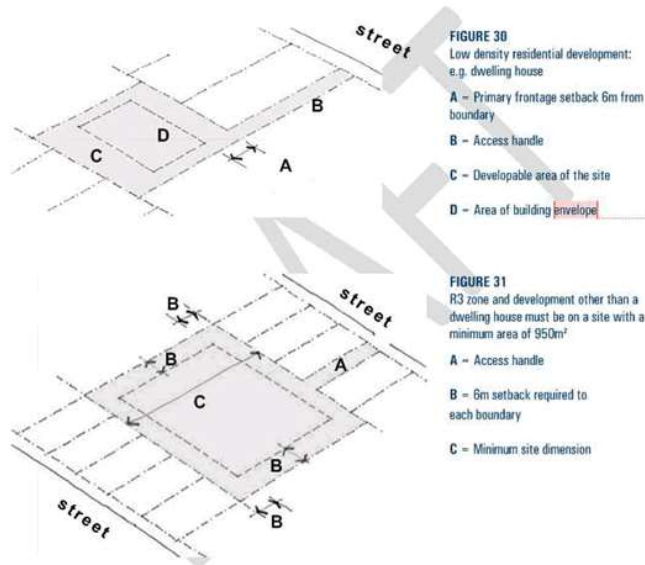 street
B
D
C
A
FIGURE 30
Low density residential development:
e.g. dwelling house
A = Primary frontage setback 6m from
boundary
B = Access handle
C = Developable area of the site
D = Area of building envelope
B
street
B
A
C
B
street
B
FIGURE 31
R3 zone and development other than a
dwelling house must be on a site with a
minimum area of 950m²
A = Access handle
B = 6m setback required to
each boundary
C = Minimum site dimension